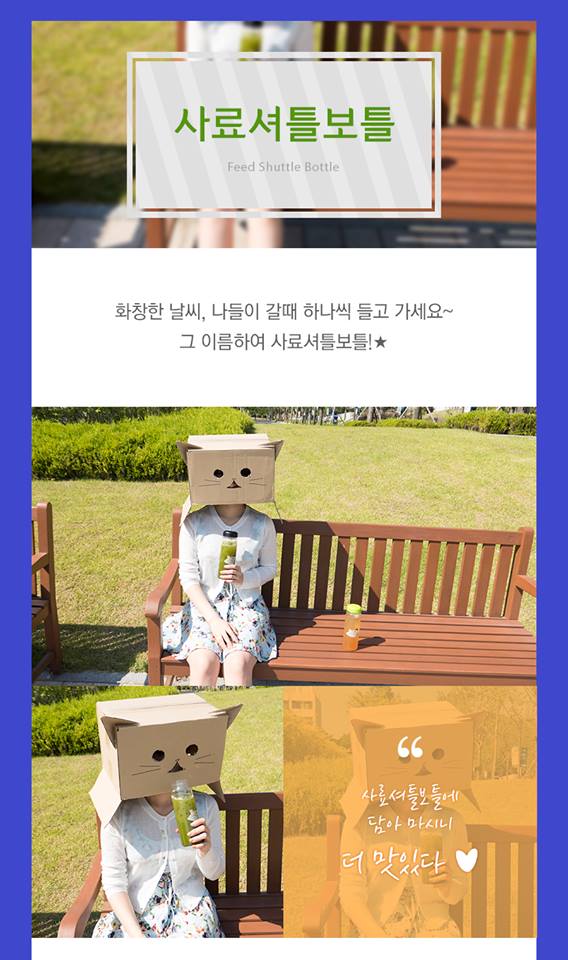 사료셔틀보틀
Feed Shuttle Bottle
화창한 날씨, 나들이 갈때 하나씩 들고 가세요~
그 이름하여 사료셔틀보틀!★
“
사료셔틀보틀에
담아 마시니
더 맛있다 ♥